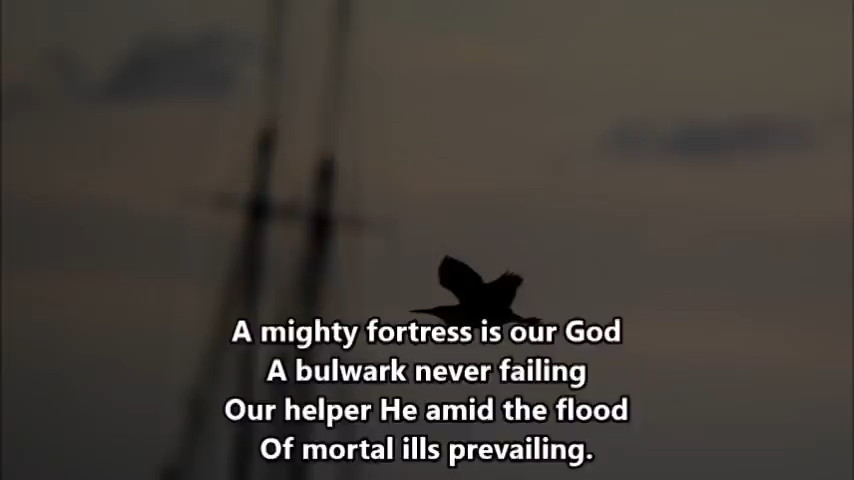 A mighty fortress is our God
A bulwark never failing
Our helper He amid the flood
Of mortal ills prevailing.